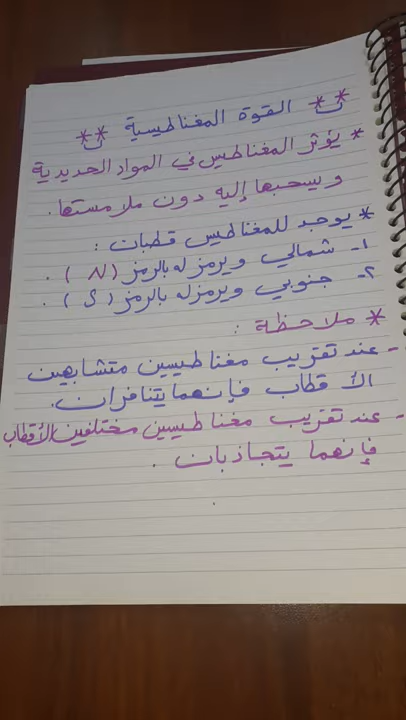 ** القوة المغناطيسية **
* يؤثر المغناطيس في المواد الحديدية
ويسحبها إليه دون ملامستها.
* يوجد للمغناطيس قطبان :
١- شمالي ويرمز له بالرمز (N) .
٢- جنوبي ويرمز له بالرمز (S) .
* ملاحظة :
- عند تقريب مغناطيسين متشابهين
الأقطاب فإنهما يتنافران.
- عند تقريب مغناطيسين مختلفين الأقطاب
فإنهما يتجاذبان .